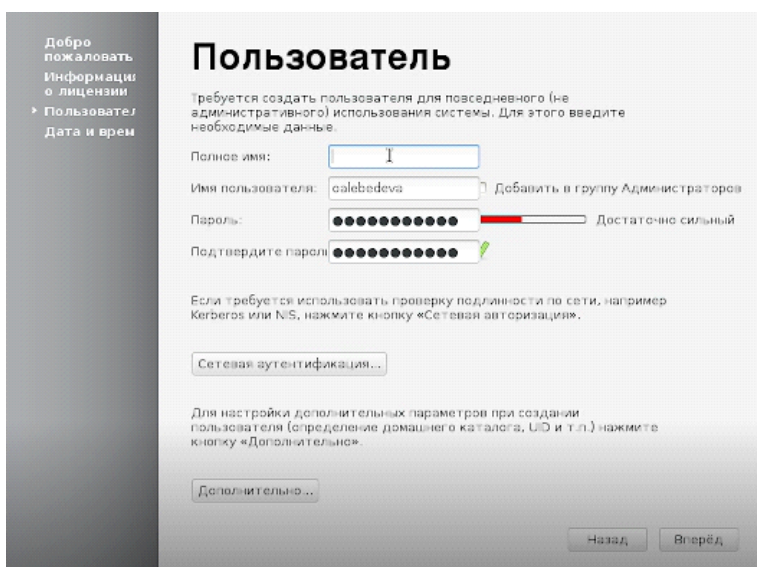 Добро
пожаловать
Информация
о лицензии
Пользовател
Дата и врем
Пользователь
Требуется создать пользователя для повседневного (не
административного) использования системы. Для этого введите
необходимые данные.
Полное имя:
Имя пользователя: oalebedeva Добавить в группу Администраторов
Пароль: Достаточно сильный
Подтвердите пароль
Если требуется использовать проверку подлинности по сети, например
Kerberos или NIS, нажмите кнопку «Сетевая авторизация».
Сетевая аутентификация...
Для настройки дополнительных параметров при создании
пользователя (определение домашнего каталога, UID и т.п.) нажмите
кнопку «Дополнительно».
Дополнительно...
Назад Вперёд